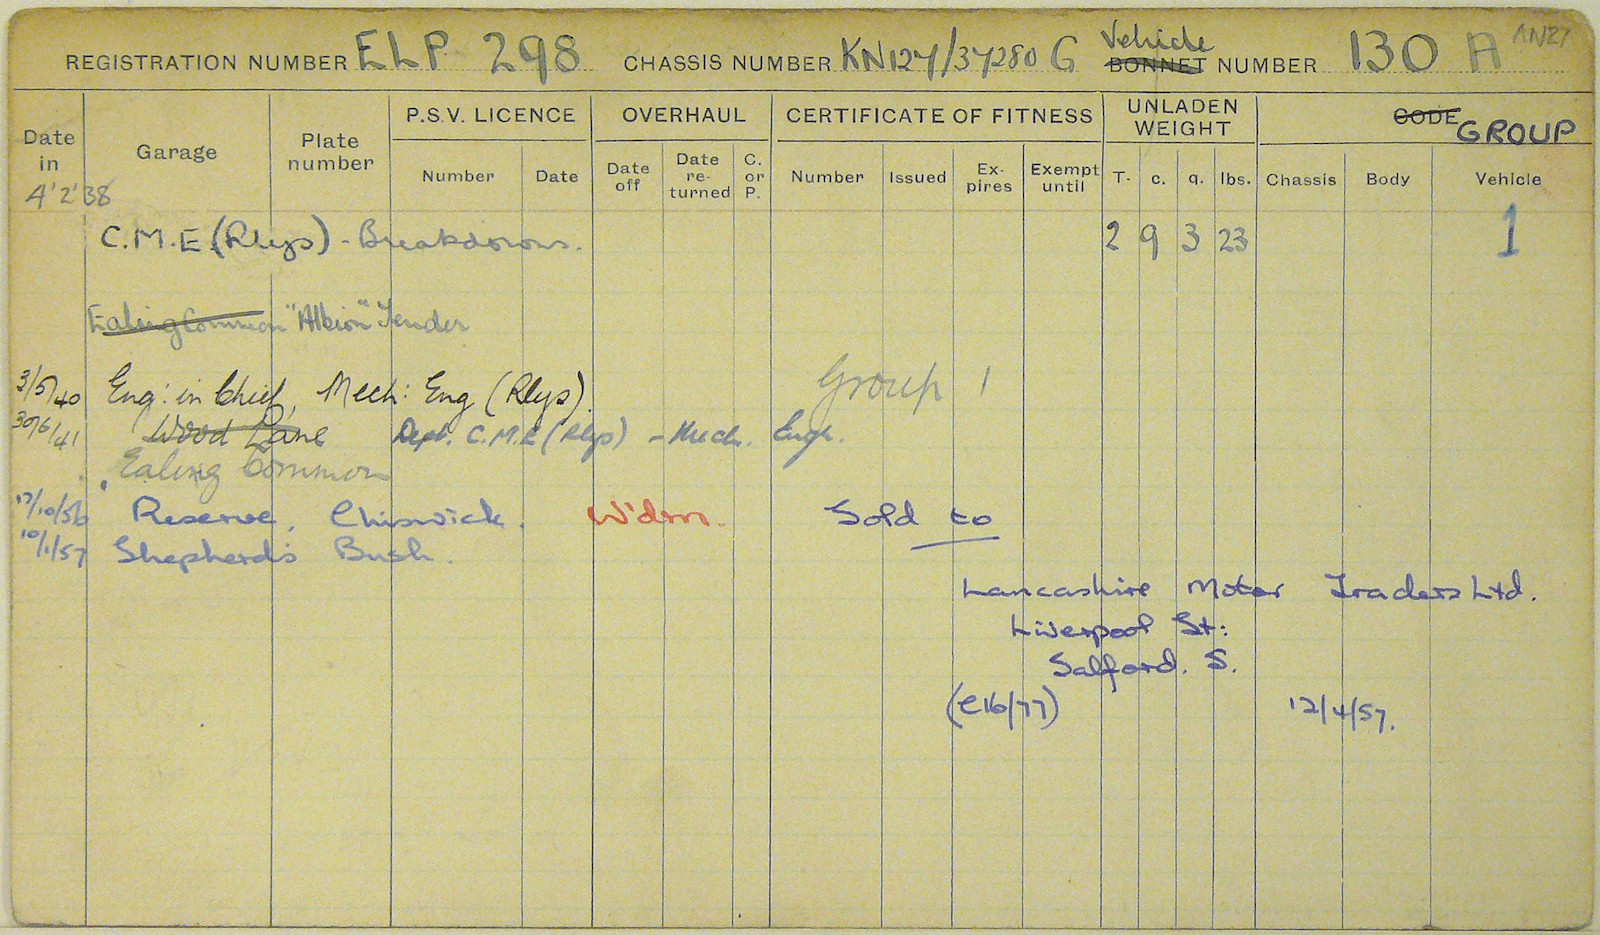 REGISTRATION NUMBER ELP 298 CHASSIS NUMBER KN127/37280 G Vehicle BONNET NUMBER 130 A AN27
Date in Garage Plate number P.S.V. LICENCE OVERHAUL CERTIFICATE OF FITNESS UNLADEN WEIGHT CODE GROUP
Number Date Date off Date re-turned C. or P. Number Issued Ex-pires Exempt until T. c. q. lbs. Chassis Body Vehicle
4'2'38
C.M.E. (Rlys) - Breakdowns. 2 9 3 23 1
Ealing Common "Albion" Tender
3/5/40 Eng: in Chief, Mech: Eng (Rlys). Group 1
30/6/41 Wood Lane Dept. C.M.E (Rlys) - Mech. Engr.
Ealing Common
17/10/56 Reserve, Chiswick. W'drn. Sold to
10/1/57 Shepherd's Bush.
Lancashire Motor Traders Ltd.
Liverpool St:
Salford. 5.
(C16/77) 12/4/57.